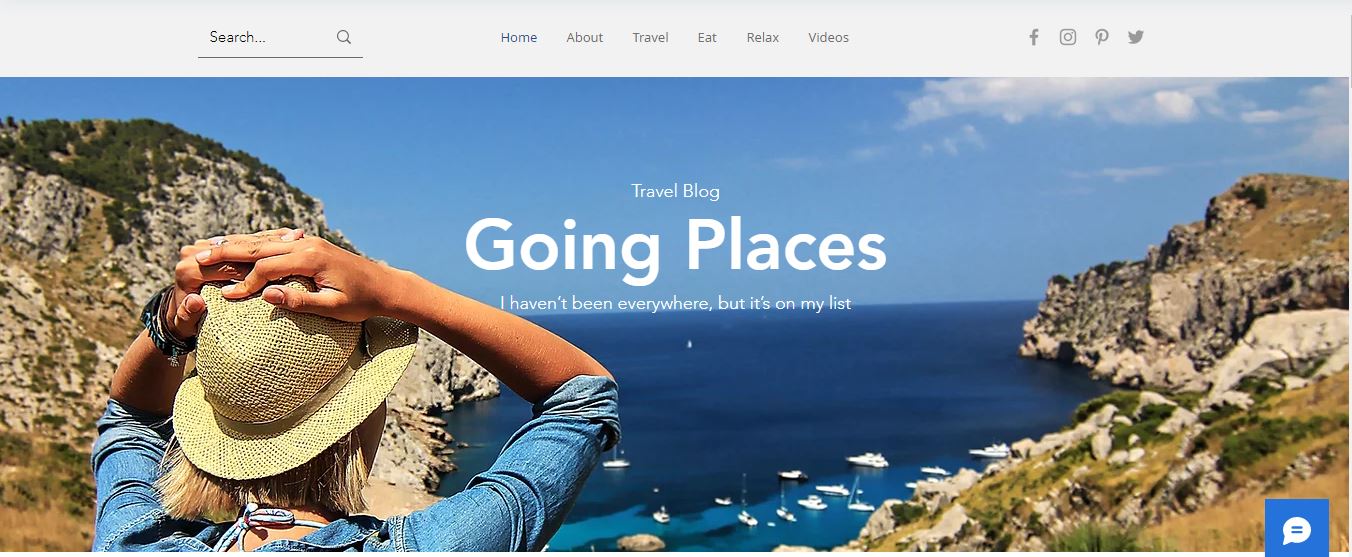 Search...
Home About Travel Eat Relax Videos
Travel Blog
Going Places
I haven't been everywhere, but it's on my list